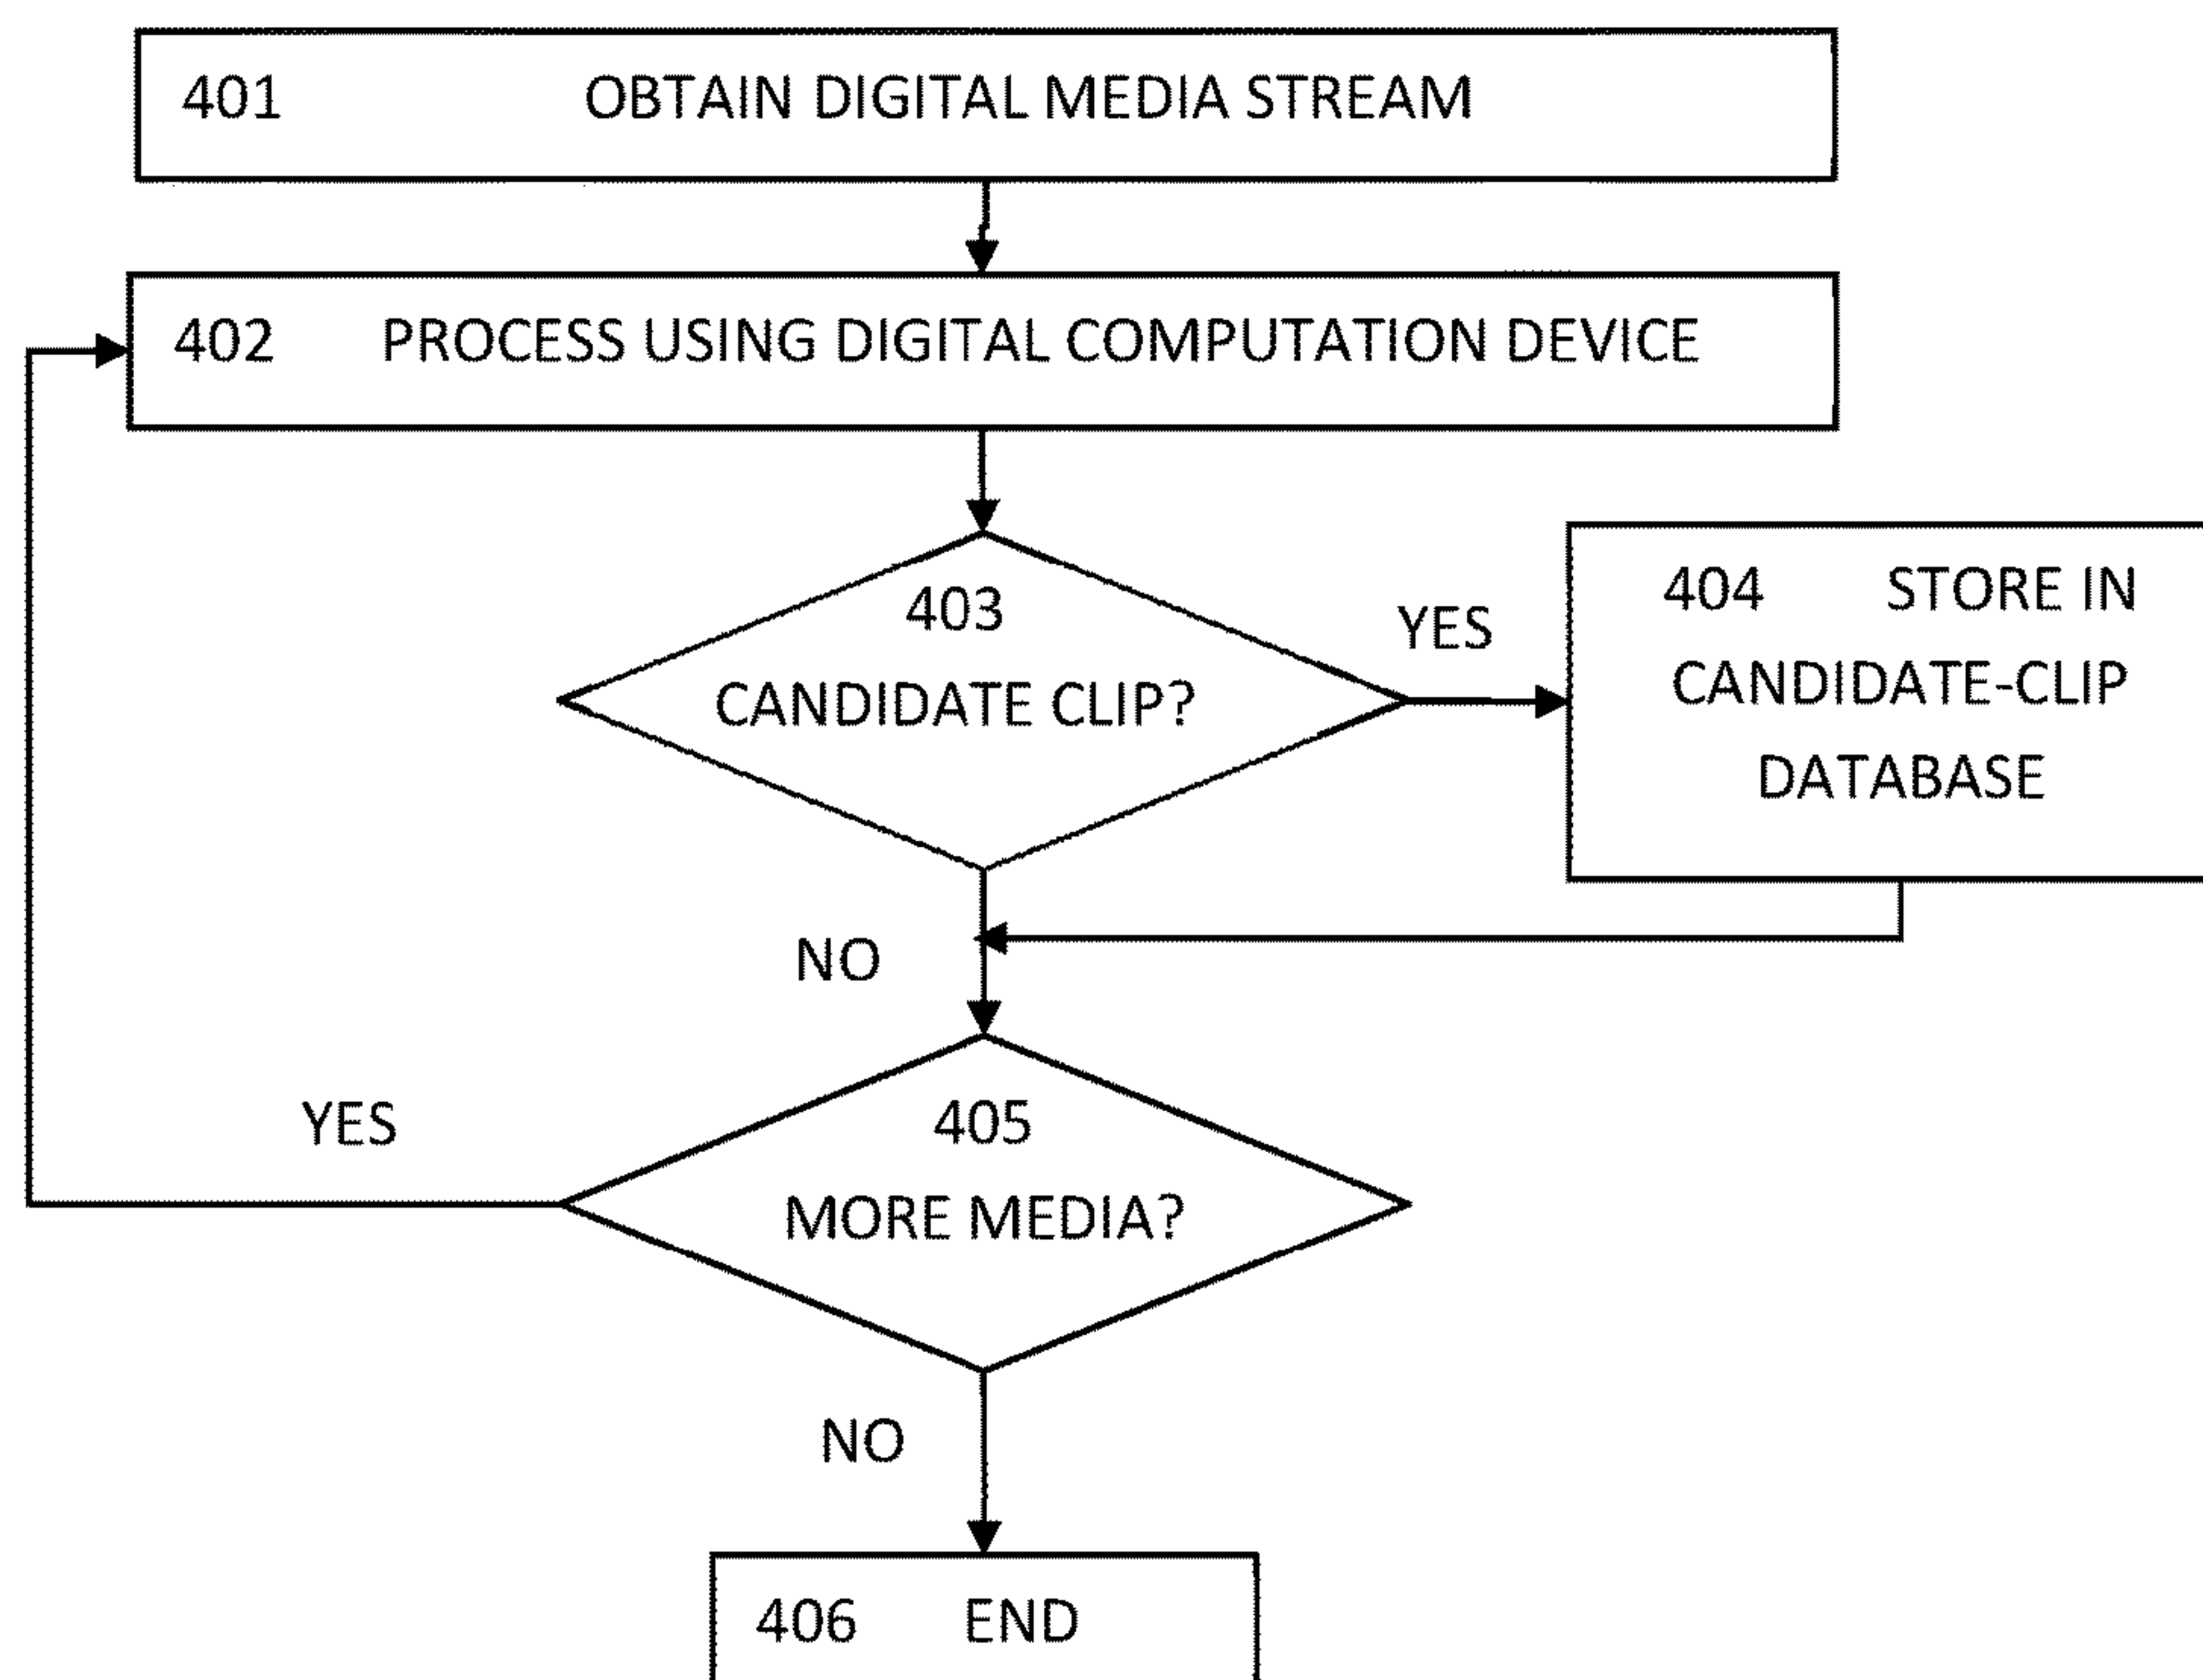 401 OBTAIN DIGITAL MEDIA STREAM
402 PROCESS USING DIGITAL COMPUTATION DEVICE
403
CANDIDATE CLIP?
YES
404 STORE IN
CANDIDATE-CLIP
DATABASE
NO
405
MORE MEDIA?
YES
NO
406 END